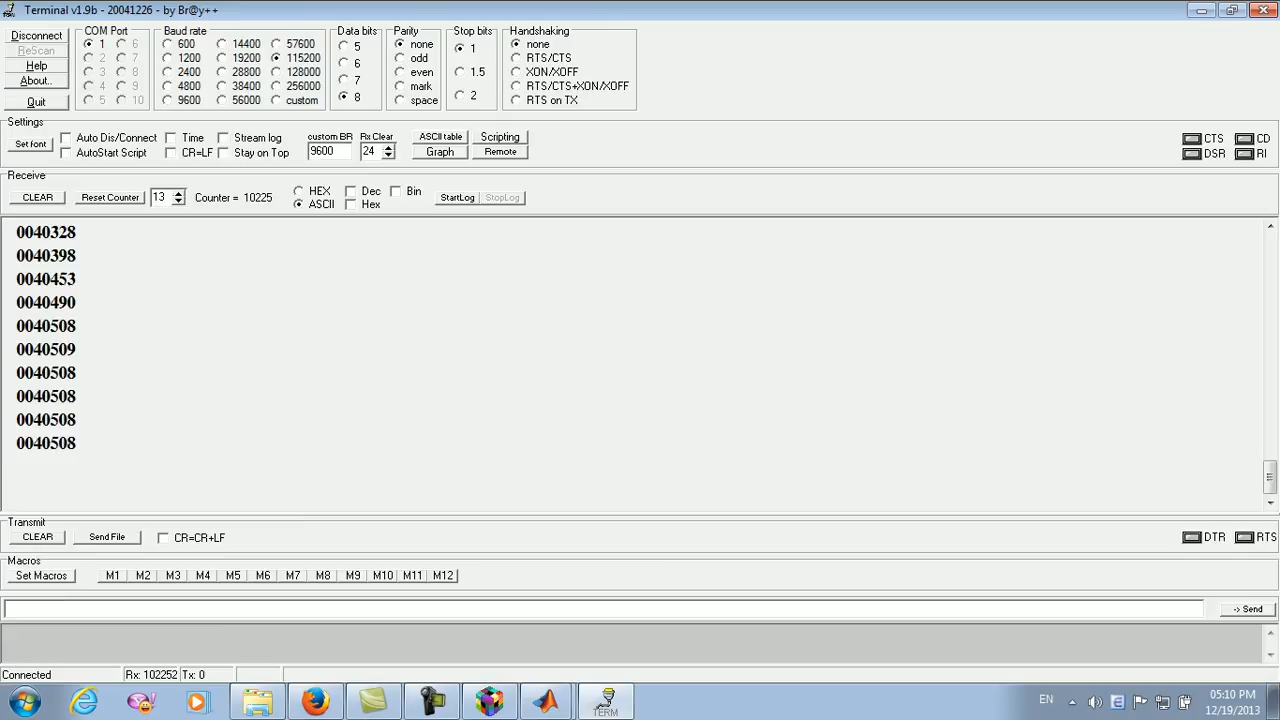 Terminal v1.9b - 20041226 - by Br@y++
Disconnect
ReScan
Help
About..
Quit
COM Port
1 6
2 7
3 8
4 9
5 10
Baud rate
600 14400 57600
1200 19200 115200
2400 28800 128000
4800 38400 256000
9600 56000 custom
Data bits
5
6
7
8
Parity
none
odd
even
mark
space
Stop bits
1
1.5
2
Handshaking
none
RTS/CTS
XON/XOFF
RTS/CTS+XON/XOFF
RTS on TX
Settings
Set font
Auto Dis/Connect Time Stream log
AutoStart Script CR=LF Stay on Top
custom BR Rx Clear
9600 24
ASCII table Scripting
Graph Remote
CTS CD
DSR RI
Receive
CLEAR Reset Counter 13 Counter = 10225
HEX Dec Bin
ASCII Hex
StartLog StopLog
0040328
0040398
0040453
0040490
0040508
0040509
0040508
0040508
0040508
0040508
Transmit
CLEAR Send File CR=CR+LF DTR RTS
Macros
Set Macros M1 M2 M3 M4 M5 M6 M7 M8 M9 M10 M11 M12
-> Send
Connected Rx: 102252 Tx: 0
TERM
EN
05:10 PM
12/19/2013